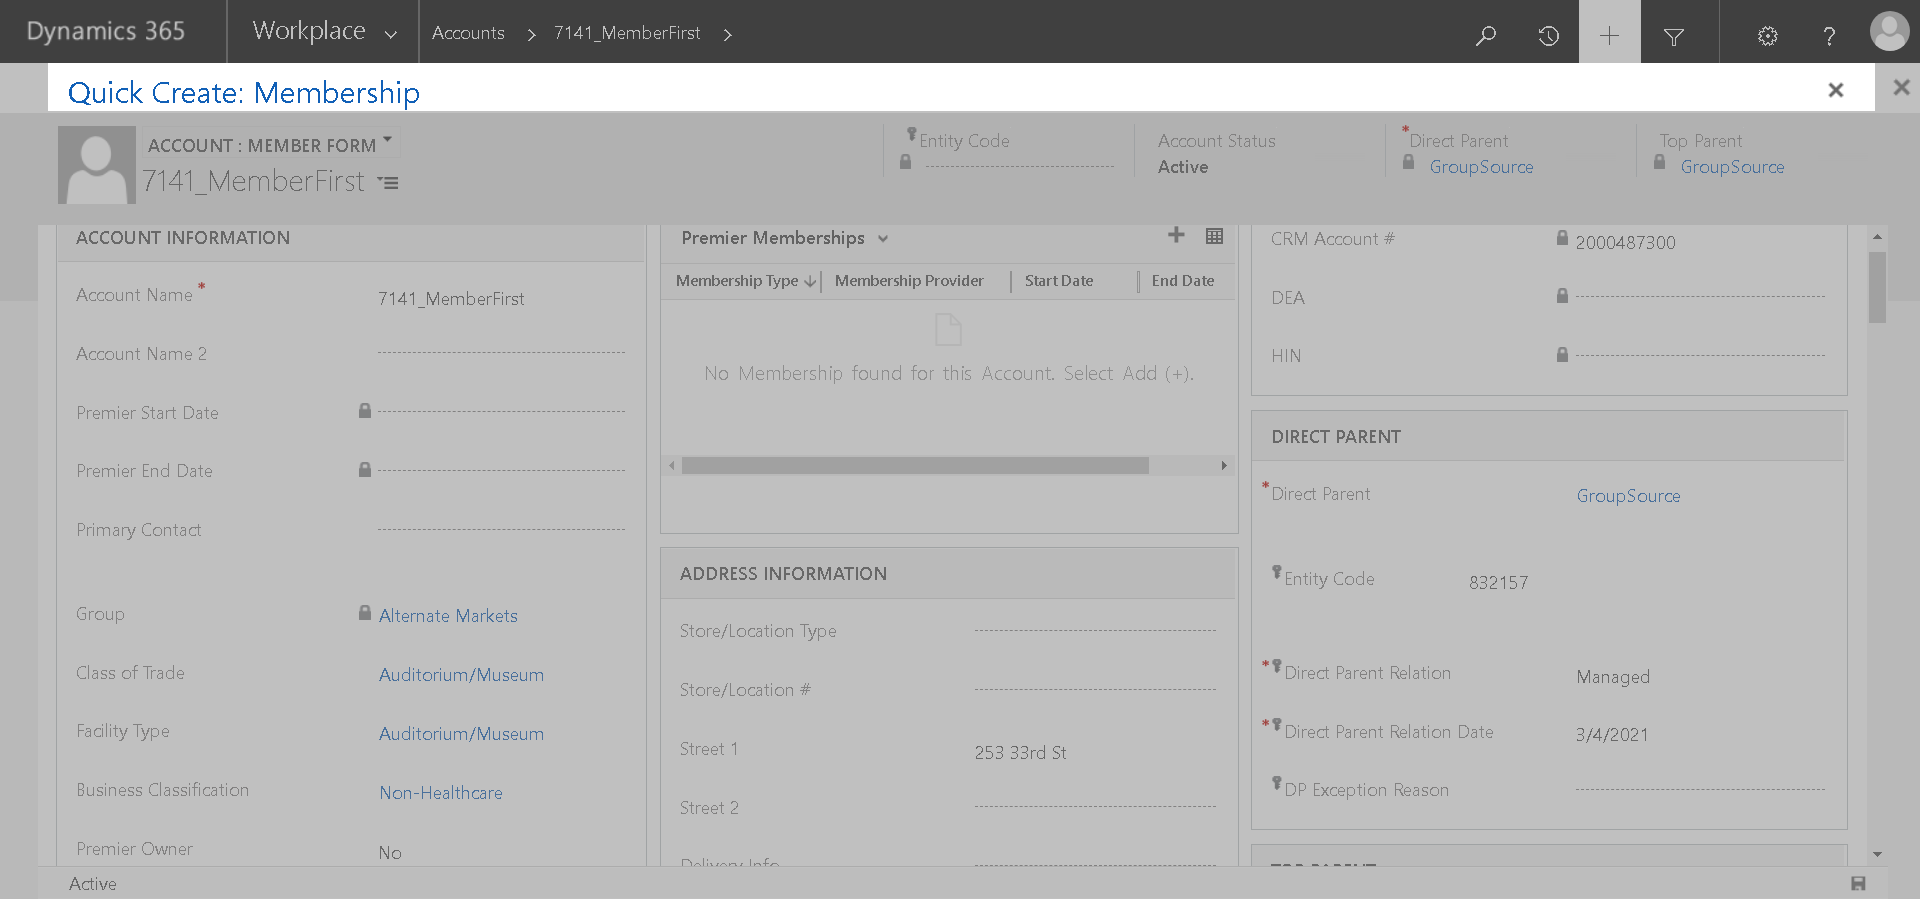 Dynamics 365
Workplace
Accounts
7141_MemberFirst
Quick Create: Membership
ACCOUNT : MEMBER FORM
7141_MemberFirst
Entity Code
Account Status
Active
*Direct Parent
GroupSource
Top Parent
GroupSource
ACCOUNT INFORMATION
Account Name *
7141_MemberFirst
Account Name 2
Premier Start Date
Premier End Date
Primary Contact
Group
Alternate Markets
Class of Trade
Auditorium/Museum
Facility Type
Auditorium/Museum
Business Classification
Non-Healthcare
Premier Owner
No
Premier Memberships
Membership Type
Membership Provider
Start Date
End Date
No Membership found for this Account. Select Add (+).
ADDRESS INFORMATION
Store/Location Type
Store/Location #
Street 1
253 33rd St
Street 2
Delivery Info
CRM Account #
2000487300
DEA
HIN
DIRECT PARENT
*Direct Parent
GroupSource
Entity Code
832157
*Direct Parent Relation
Managed
*Direct Parent Relation Date
3/4/2021
DP Exception Reason
TOP PARENT
Active